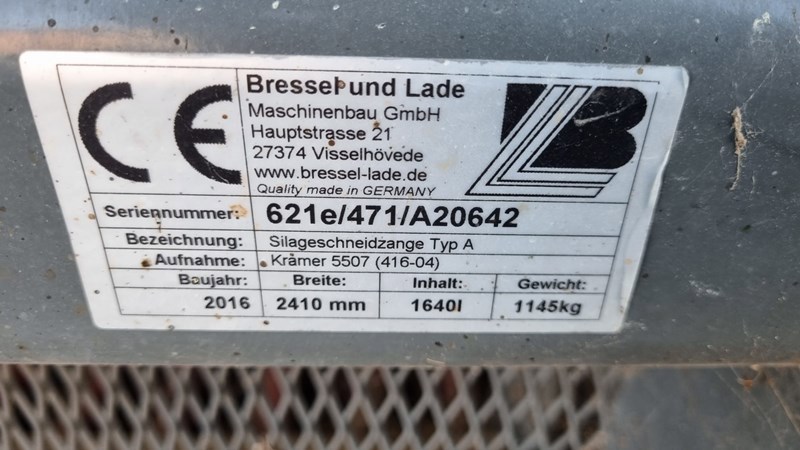 CE
Bressel und Lade
Maschinenbau GmbH
Hauptstrasse 21
27374 Visselhövede
www.bressel-lade.de
Quality made in GERMANY
LB
Seriennummer: 621e/471/A20642
Bezeichnung: Silageschneidzange Typ A
Aufnahme: Kramer 5507 (416-04)
Baujahr: Breite: Inhalt: Gewicht:
2016 2410 mm 1640l 1145kg